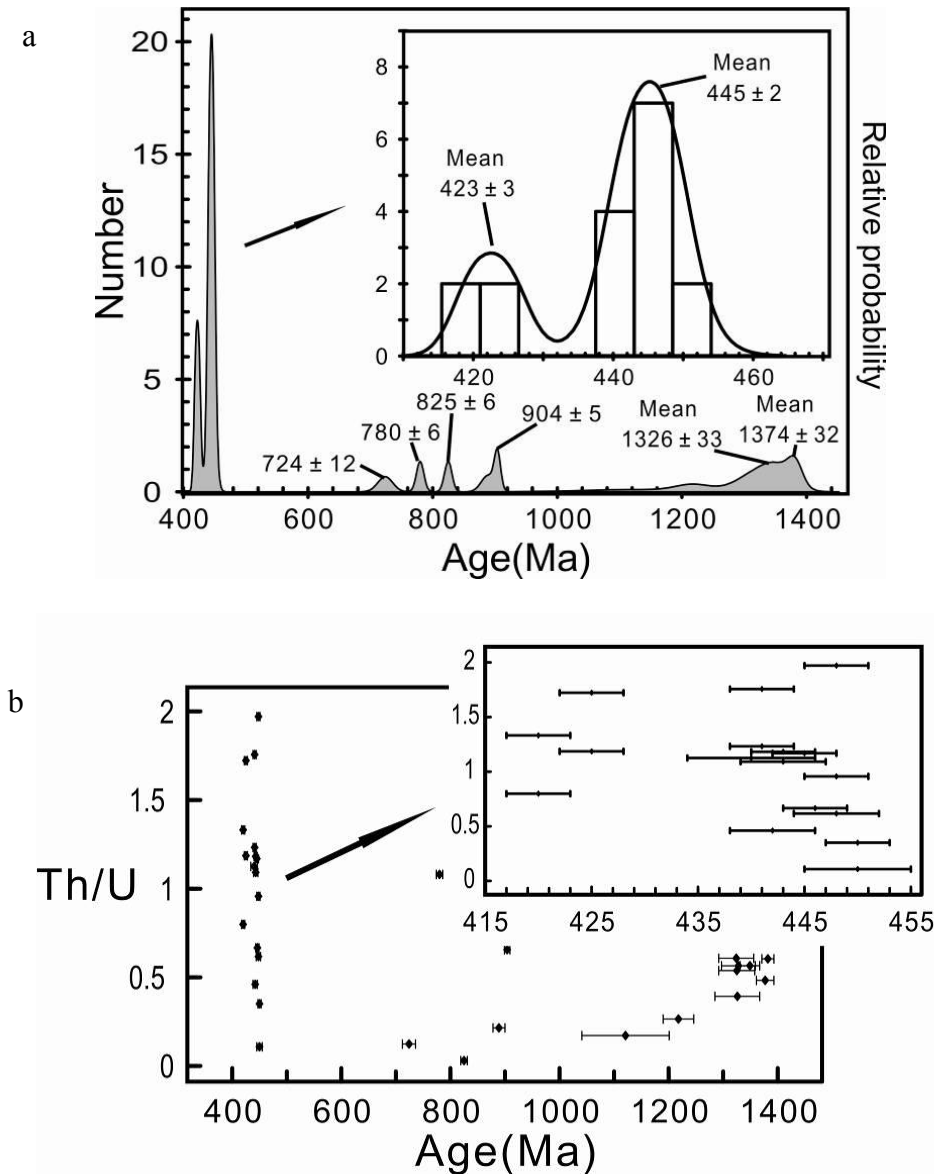 a
Number
20
15
10
5
0
400 600 800 1000 1200 1400
Age(Ma)
Relative probability
724 ± 12
780 ± 6
825 ± 6
904 ± 5
Mean
1326 ± 33
Mean
1374 ± 32
8
6
4
2
0
420 440 460
Mean
423 ± 3
Mean
445 ± 2
b
Th/U
2
1.5
1
0.5
0
400 600 800 1000 1200 1400
Age(Ma)
2
1.5
1
0.5
0
415 425 435 445 455